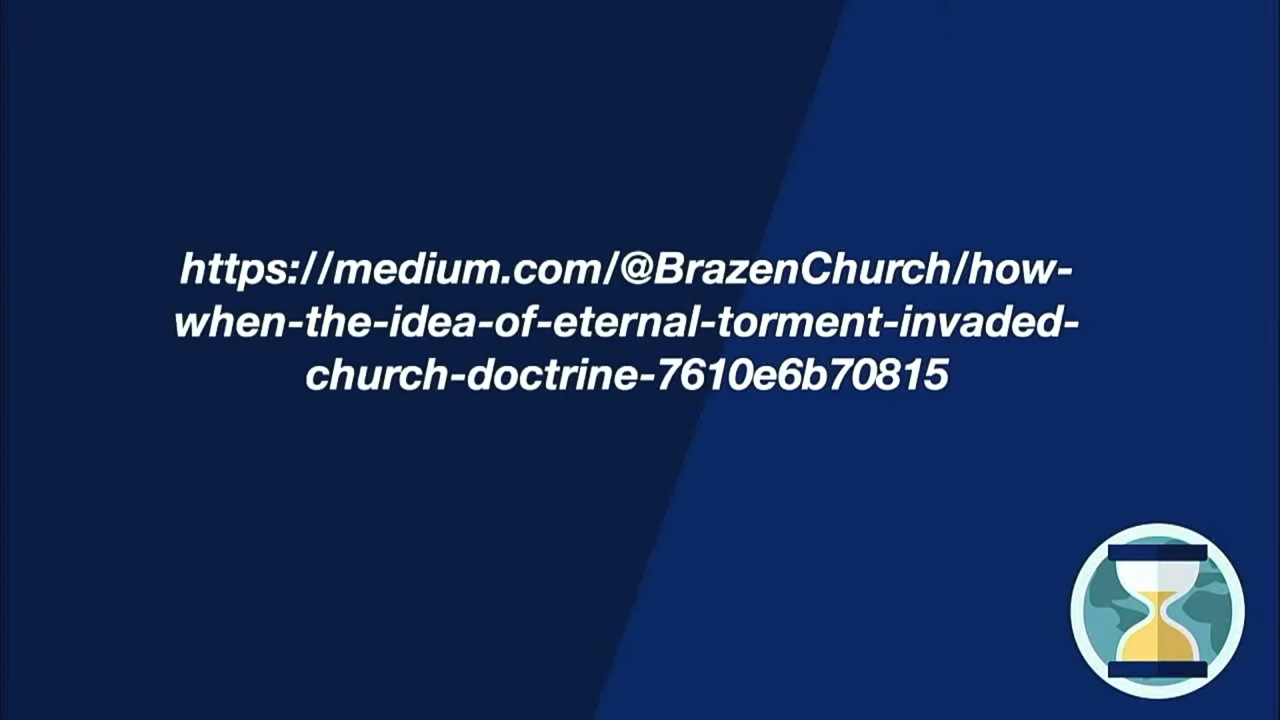 https://medium.com/@BrazenChurch/how-
when-the-idea-of-eternal-torment-invaded-
church-doctrine-7610e6b70815